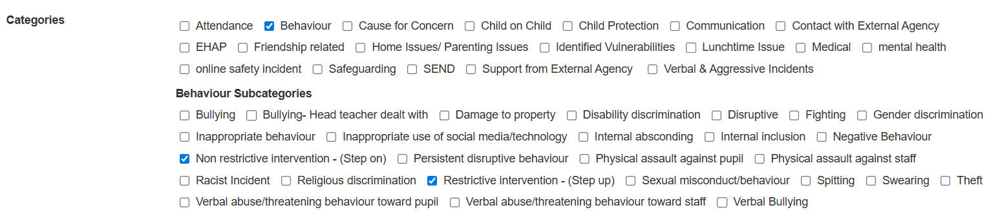 Categories
Attendance Behaviour Cause for Concern Child on Child Child Protection Communication Contact with External Agency
EHAP Friendship related Home Issues/ Parenting Issues Identified Vulnerabilities Lunchtime Issue Medical mental health
online safety incident Safeguarding SEND Support from External Agency Verbal & Aggressive Incidents
Behaviour Subcategories
Bullying Bullying- Head teacher dealt with Damage to property Disability discrimination Disruptive Fighting Gender discrimination
Inappropriate behaviour Inappropriate use of social media/technology Internal absconding Internal inclusion Negative Behaviour
Non restrictive intervention - (Step on) Persistent disruptive behaviour Physical assault against pupil Physical assault against staff
Racist Incident Religious discrimination Restrictive intervention - (Step up) Sexual misconduct/behaviour Spitting Swearing Theft
Verbal abuse/threatening behaviour toward pupil Verbal abuse/threatening behaviour toward staff Verbal Bullying